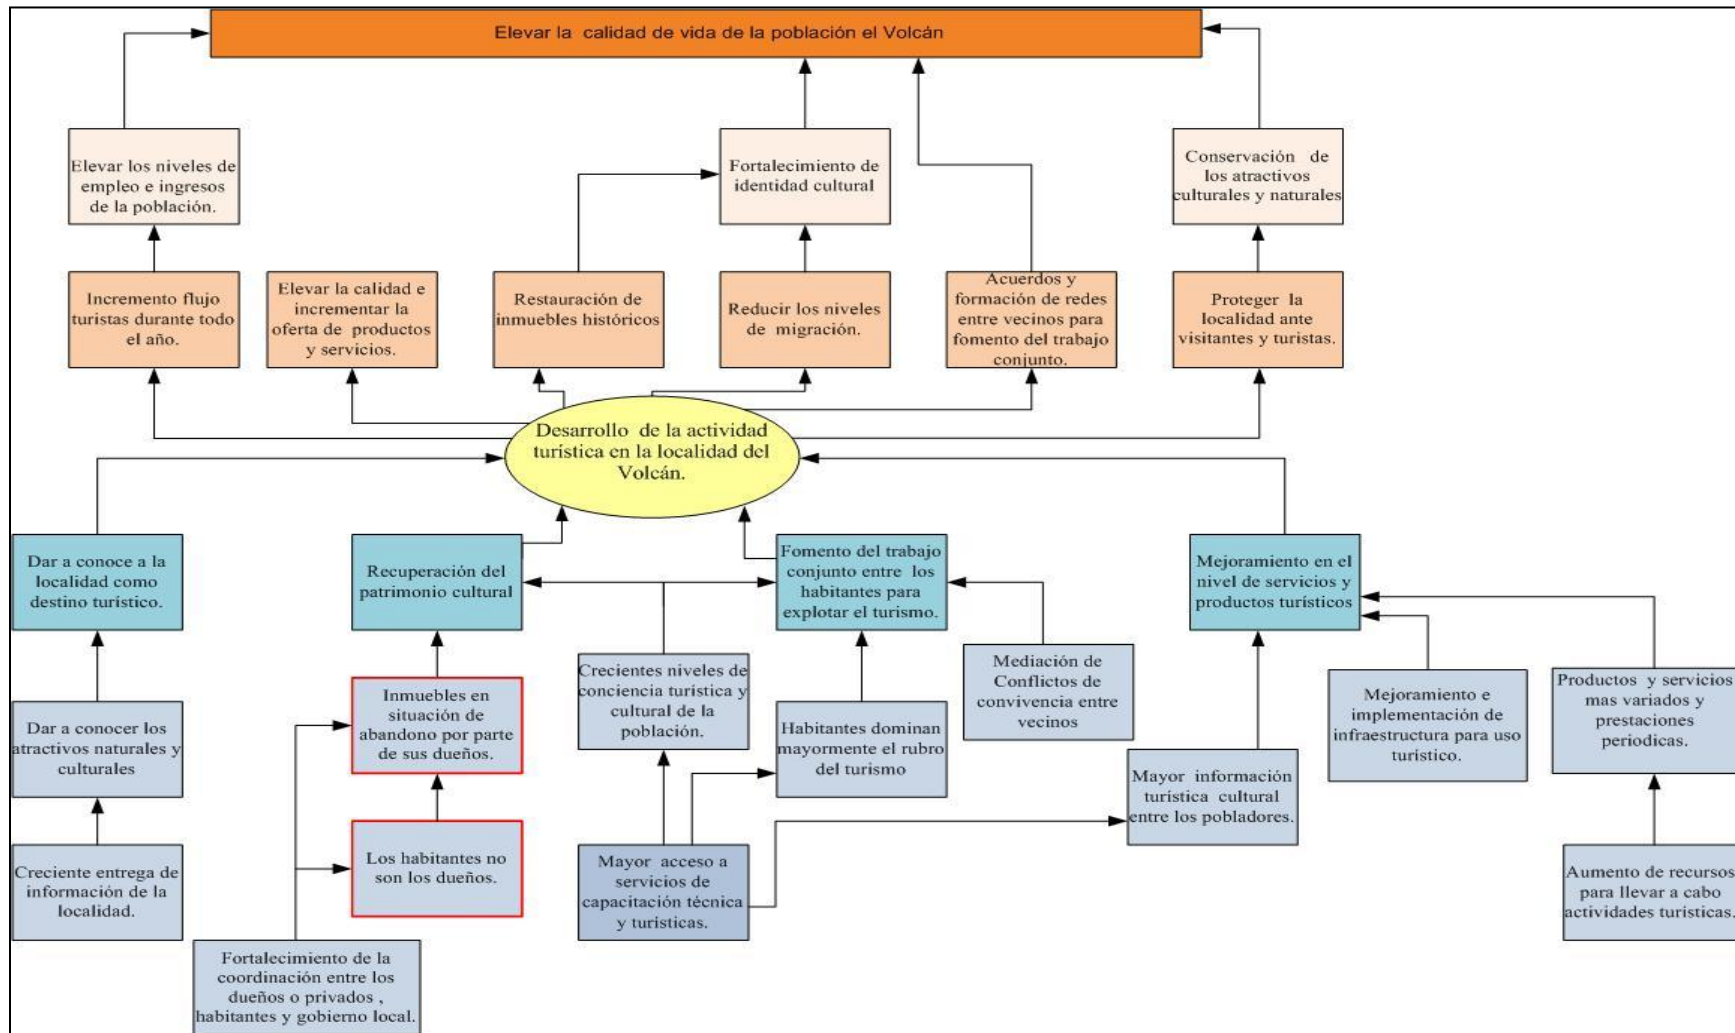 Elevar la calidad de vida de la población el Volcán
Elevar los niveles de
empleo e ingresos
de la población.
Fortalecimiento de
identidad cultural
Conservación de
los atractivos
culturales y naturales
Incremento flujo
turistas durante todo
el año.
Elevar la calidad e
incrementar la
oferta de productos
y servicios.
Restauración de
inmuebles históricos
Reducir los niveles
de migración.
Acuerdos y
formación de redes
entre vecinos para
fomento del trabajo
conjunto.
Proteger la
localidad ante
visitantes y turistas.
Desarrollo de la actividad
turística en la localidad del
Volcán.
Dar a conoce a la
localidad como
destino turístico.
Recuperación del
patrimonio cultural
Fomento del trabajo
conjunto entre los
habitantes para
explotar el turismo.
Mejoramiento en el
nivel de servicios y
productos turísticos
Dar a conocer los
atractivos naturales y
culturales
Inmuebles en
situación de
abandono por parte
de sus dueños.
Crecientes niveles de
conciencia turística y
cultural de la
población.
Habitantes dominan
mayormente el rubro
del turismo
Mediación de
Conflictos de
convivencia entre
vecinos
Mayor información
turística cultural
entre los pobladores.
Mejoramiento e
implementación de
infraestructura para uso
turístico.
Productos y servicios
mas variados y
prestaciones
periodicas.
Creciente entrega de
información de la
localidad.
Los habitantes no
son los dueños.
Mayor acceso a
servicios de
capacitación técnica
y turísticas.
Aumento de recursos
para llevar a cabo
actividades turísticas.
Fortalecimiento de la
coordinación entre los
dueños o privados ,
habitantes y gobierno local.